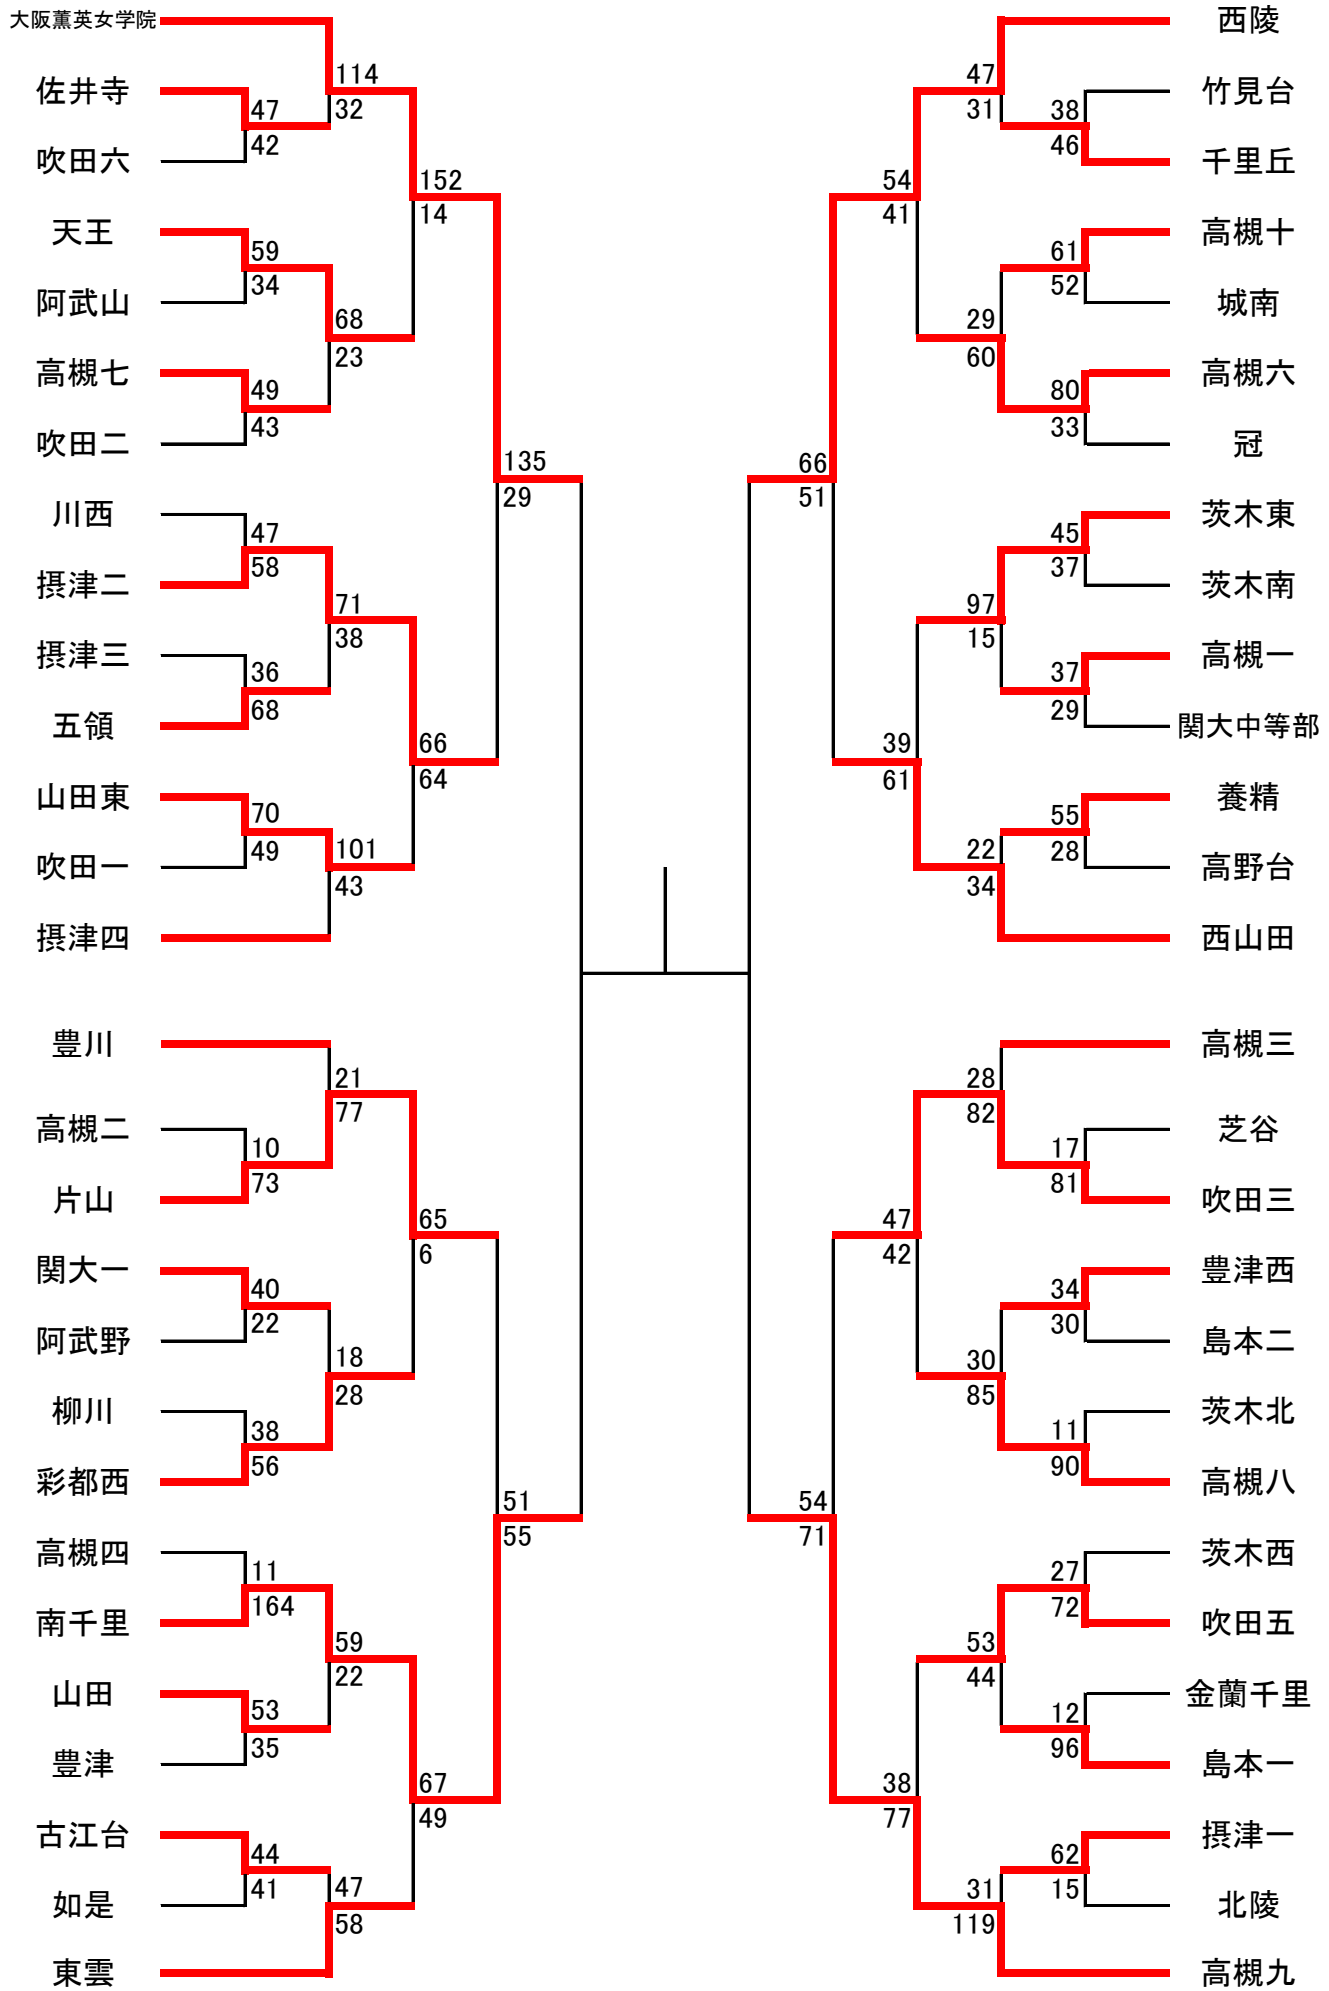 大阪薫英女学院
114
32
佐井寺
47
42
吹田六
152
14
天王
59
34
阿武山
68
23
高槻七
49
43
吹田二
135
29
川西
47
58
摂津二
71
38
摂津三
36
68
五領
66
64
山田東
70
49
吹田一
101
43
摂津四
豊川
21
77
高槻二
10
73
片山
65
6
関大一
40
22
阿武野
18
28
柳川
38
56
彩都西
51
55
高槻四
11
164
南千里
59
22
山田
53
35
豊津
67
49
古江台
44
41
如是
47
58
東雲
西陵
47
31
竹見台
38
46
千里丘
54
41
高槻十
61
52
城南
29
60
高槻六
80
33
冠
66
51
茨木東
45
37
茨木南
97
15
高槻一
37
29
関大中等部
39
61
養精
55
28
高野台
22
34
西山田
高槻三
28
82
芝谷
17
81
吹田三
47
42
豊津西
34
30
島本二
30
85
茨木北
11
90
高槻八
54
71
茨木西
27
72
吹田五
53
44
金蘭千里
12
96
島本一
38
77
摂津一
62
15
北陵
31
119
高槻九